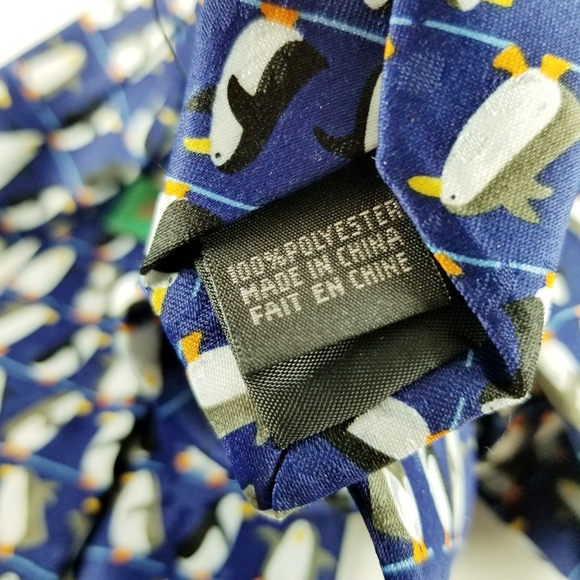 100%POLYESTER
MADE IN CHINA
FAIT EN CHINE